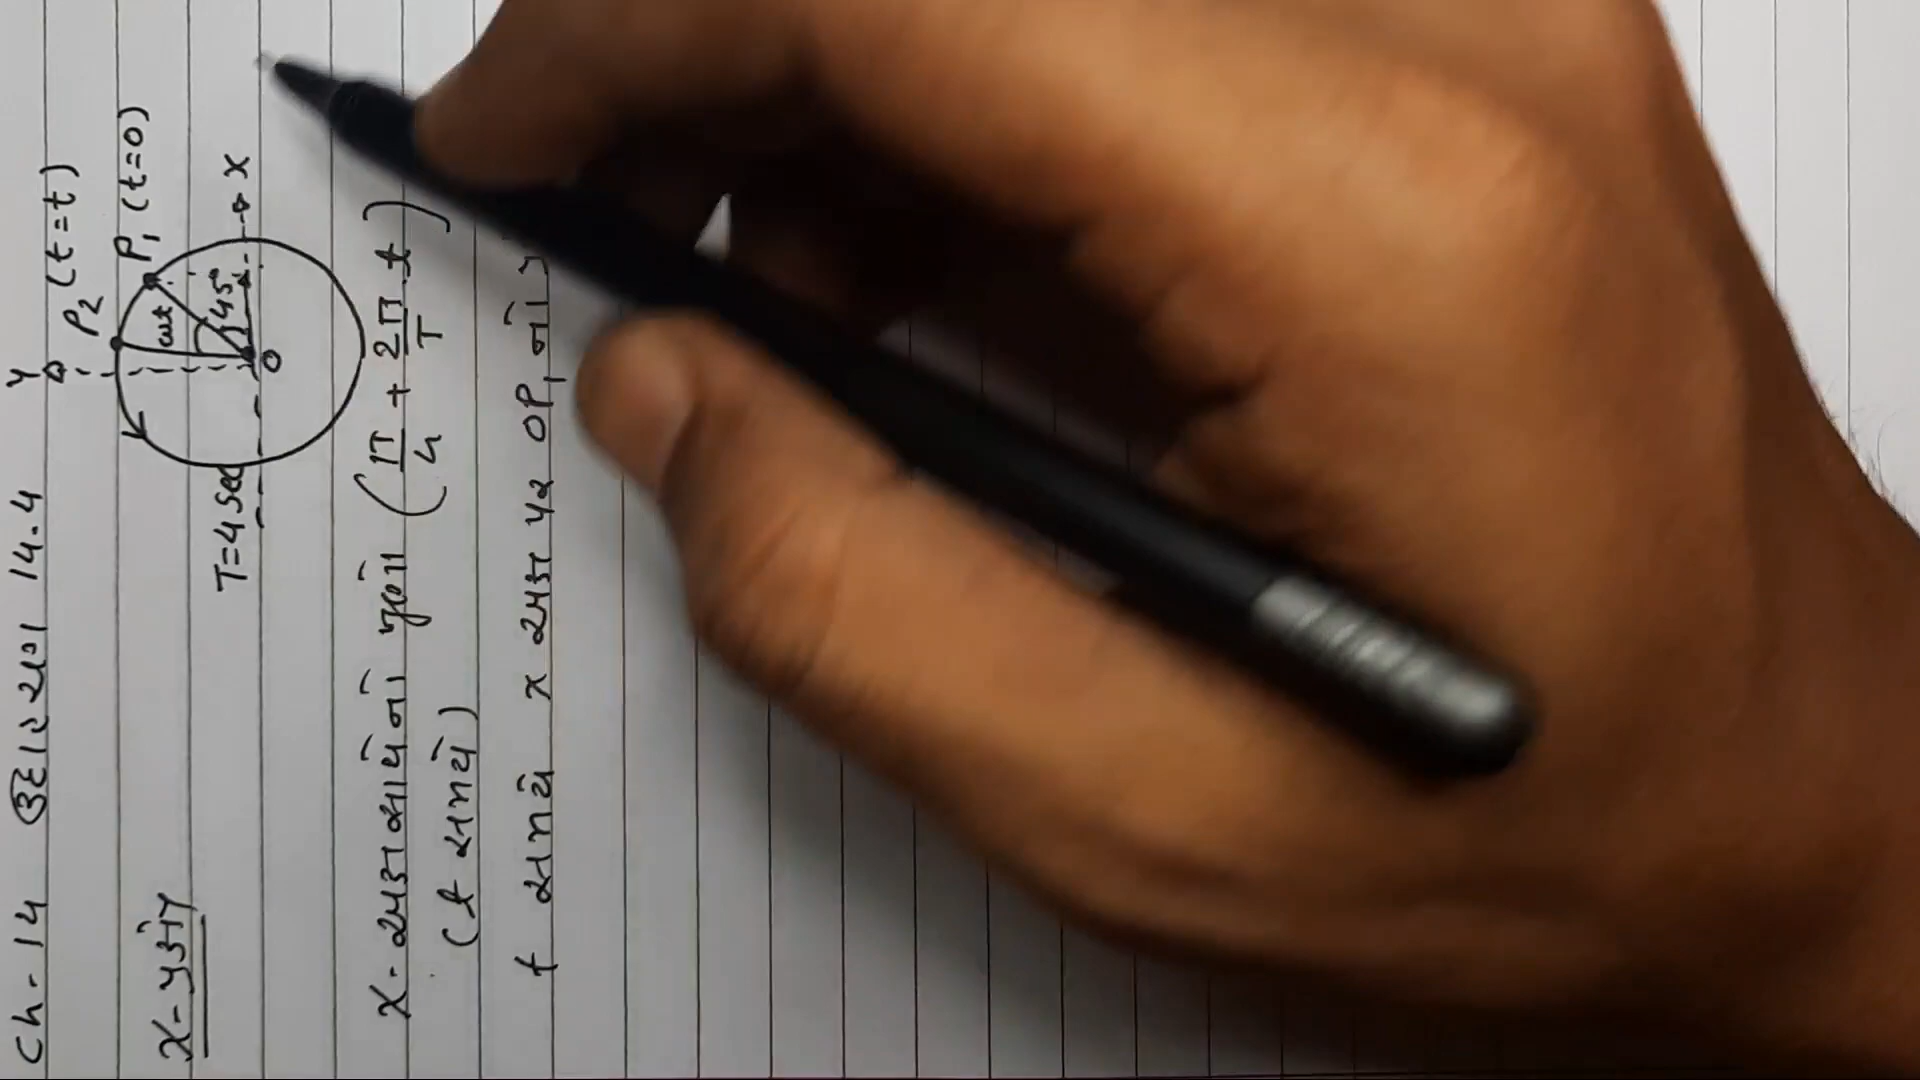 Ch-14 ઉદાહરણ 14.4
Y
P₂ (t=t)
P₁ (t=0)
ωt
45°
X
O
T=4 sec
x-પ્રક્ષેપ
x-અક્ષ સાથેનો ખૂણો (π/4 + 2π/T t)
(t સમયે)
t સમયે x અક્ષ પર OP₁ નો